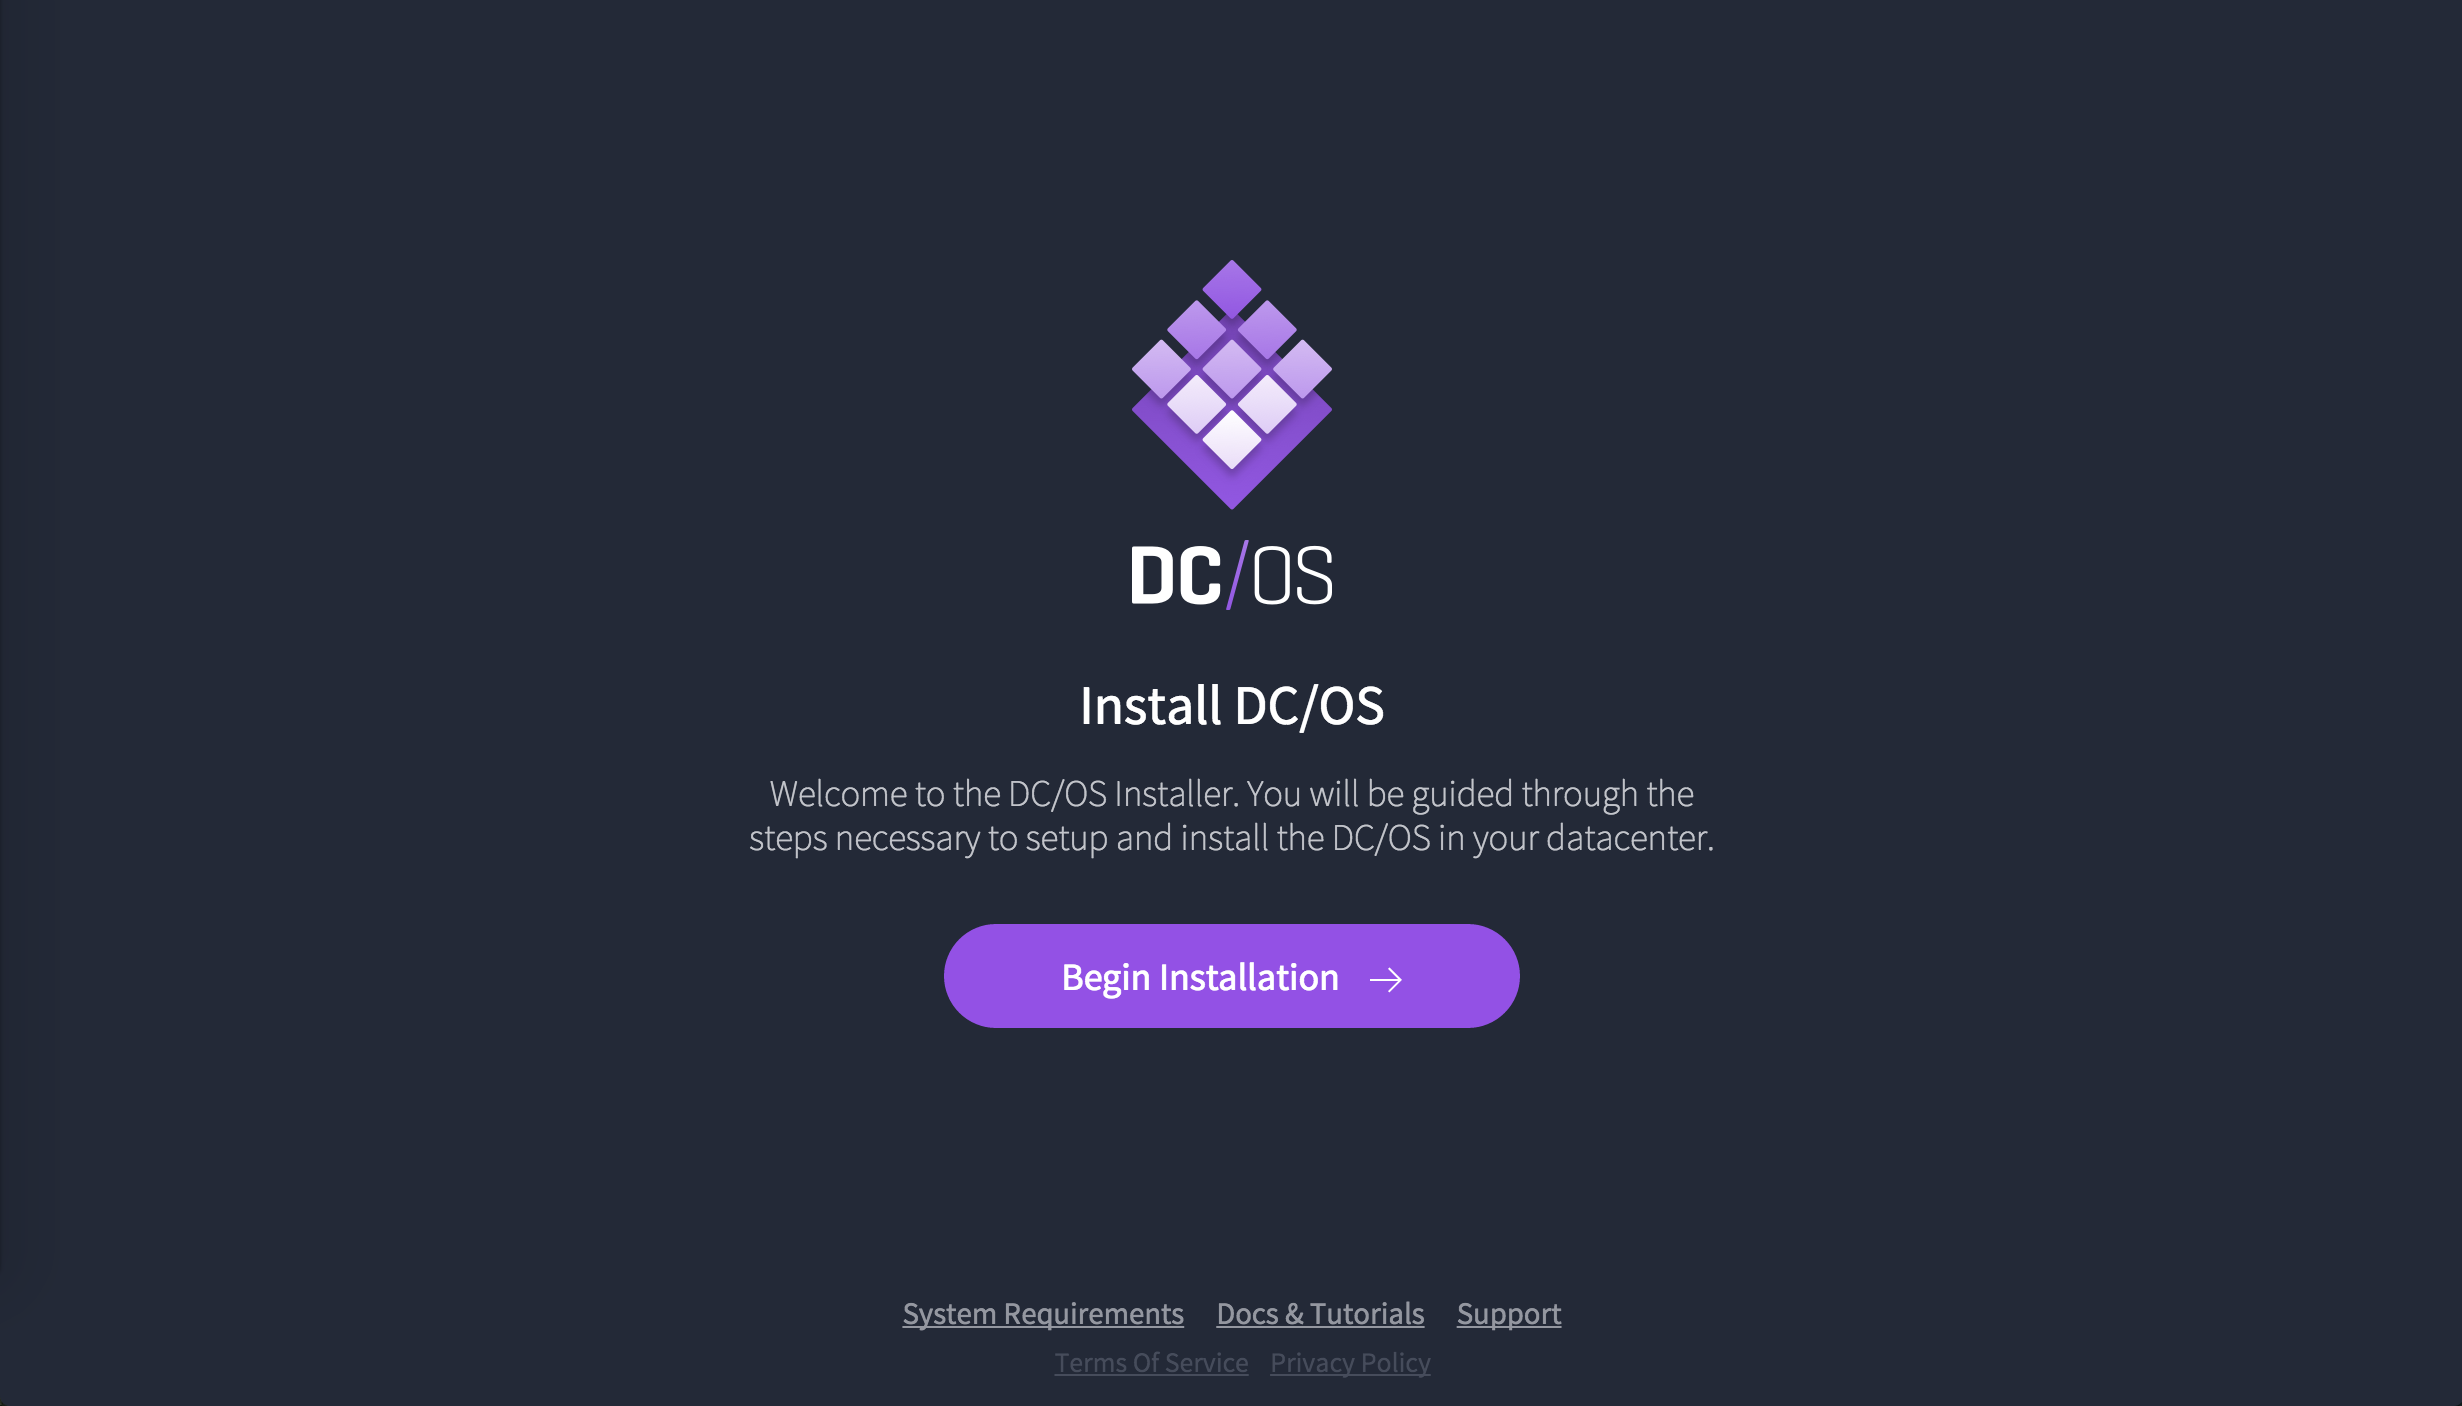 DC/OS
Install DC/OS
Welcome to the DC/OS Installer. You will be guided through the
steps necessary to setup and install the DC/OS in your datacenter.
Begin Installation →
System Requirements Docs & Tutorials Support
Terms Of Service Privacy Policy